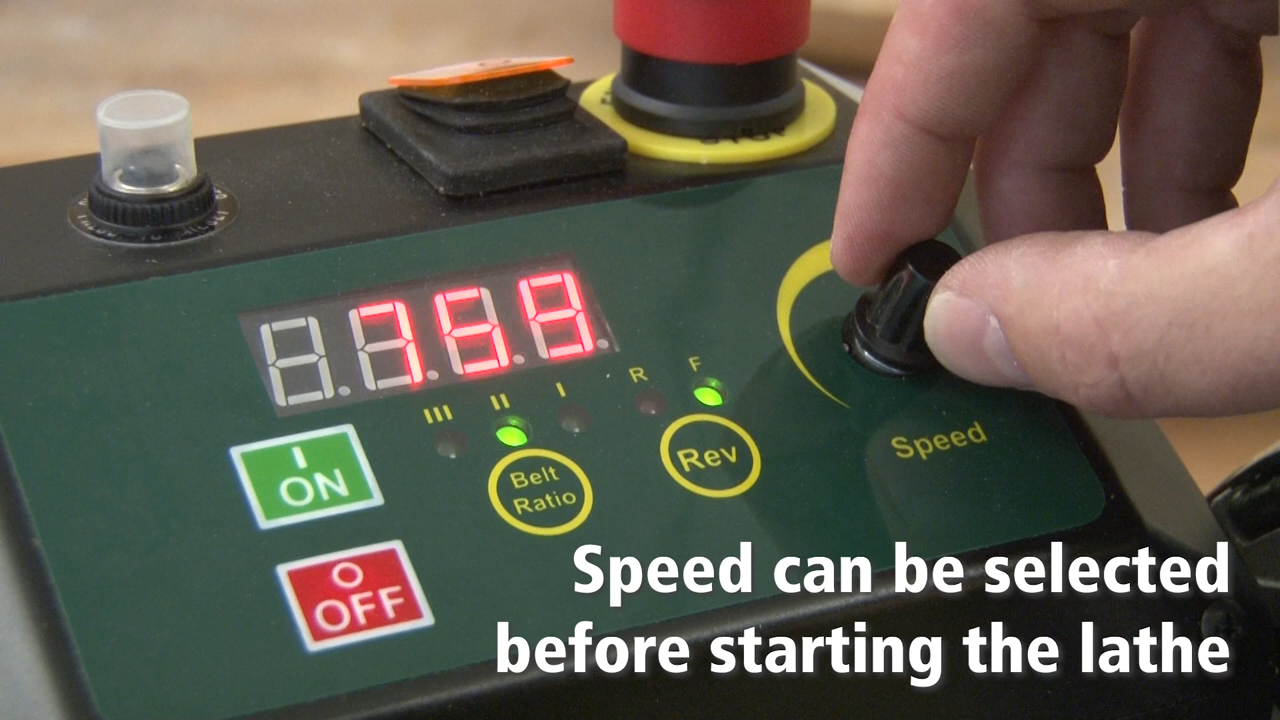 759
III
II
I
R
F
I
ON
Belt
Ratio
Rev
Speed
O
OFF
Speed can be selected
before starting the lathe